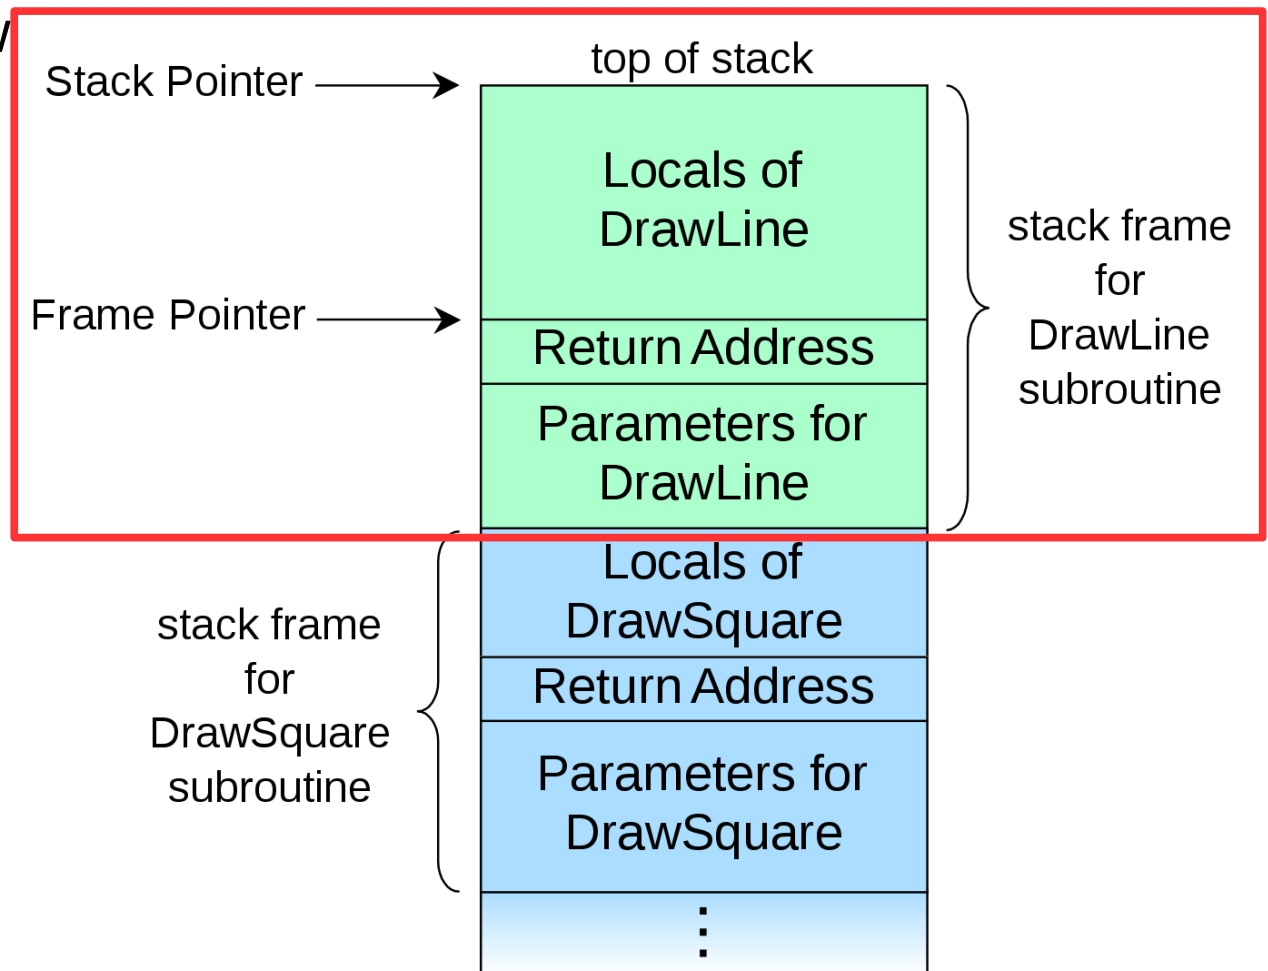 top of stack
Stack Pointer
Locals of
DrawLine
stack frame
for
DrawLine
subroutine
Frame Pointer
Return Address
Parameters for
DrawLine
Locals of
DrawSquare
stack frame
for
DrawSquare
subroutine
Return Address
Parameters for
DrawSquare
⋮